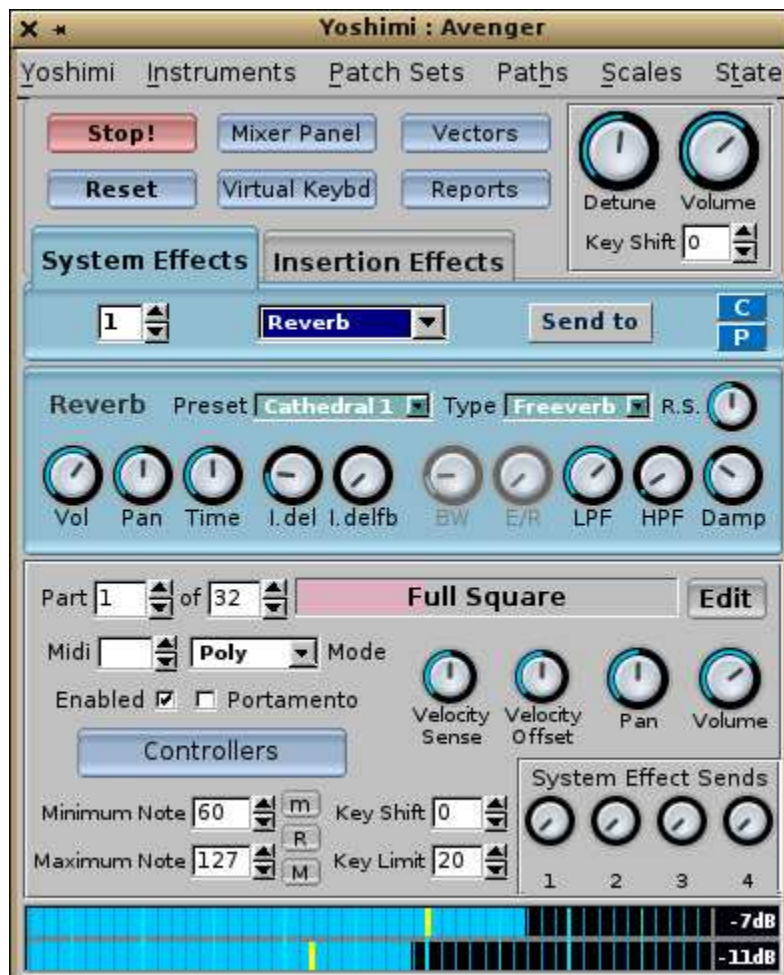 Yoshimi : Avenger
Yoshimi Instruments Patch Sets Paths Scales State
Stop! Mixer Panel Vectors
Reset Virtual Keybd Reports
Detune Volume
Key Shift 0
System Effects Insertion Effects
1 Reverb Send to C
P
Reverb Preset Cathedral 1 Type Freeverb R.S.
Vol Pan Time I.del I.delfb BW E/R LPF HPF Damp
Part 1 of 32 Full Square Edit
Midi Poly Mode
Enabled Portamento
Velocity Sense Velocity Offset Pan Volume
Controllers
System Effect Sends
Minimum Note 60 m Key Shift 0
R
Maximum Note 127 M Key Limit 20
1 2 3 4
-7dB
-11dB